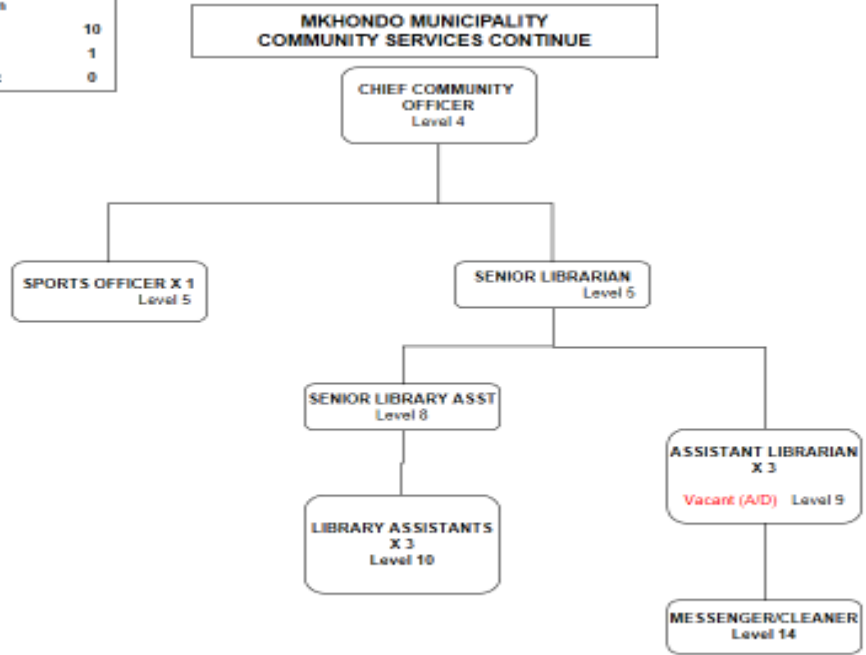 10
1
0
MKHONDO MUNICIPALITY
COMMUNITY SERVICES CONTINUE
CHIEF COMMUNITY
OFFICER
Level 4
SPORTS OFFICER X 1
Level 5
SENIOR LIBRARIAN
Level
SENIOR LIBRARY ASST
Level 8
ASSISTANT LIBRARIAN
X 3
Vacant (A/D) Level 9
LIBRARY ASSISTANTS
X 3
Level 10
MESSENGER/CLEANER
Level 14